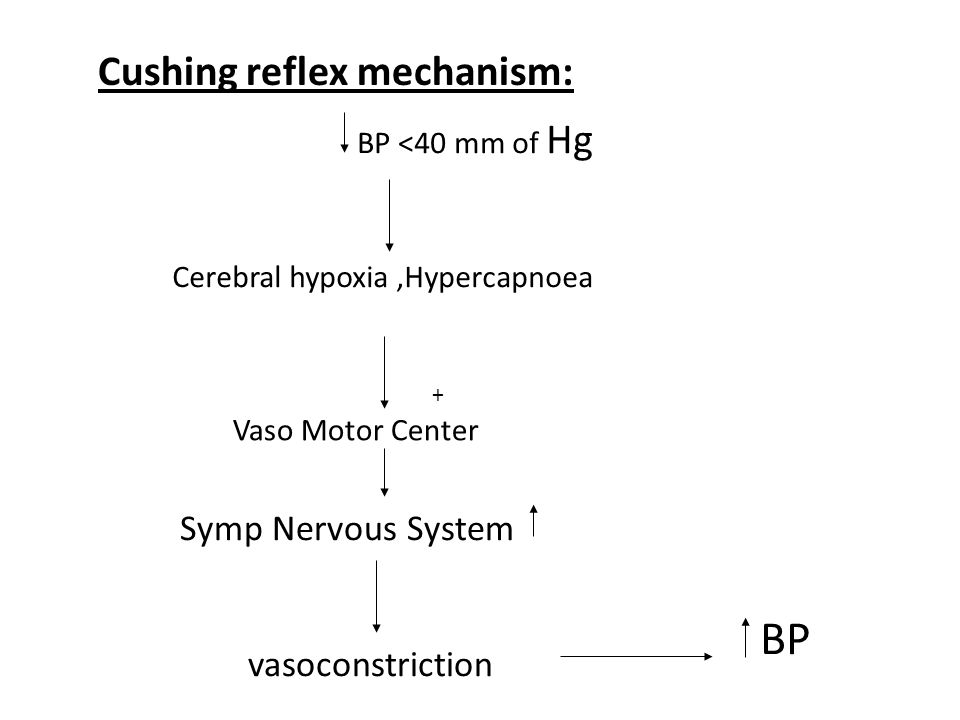 Cushing reflex mechanism:
↓ BP <40 mm of Hg
Cerebral hypoxia ,Hypercapnoea
+
Vaso Motor Center
Symp Nervous System ↑
↑ BP
vasoconstriction